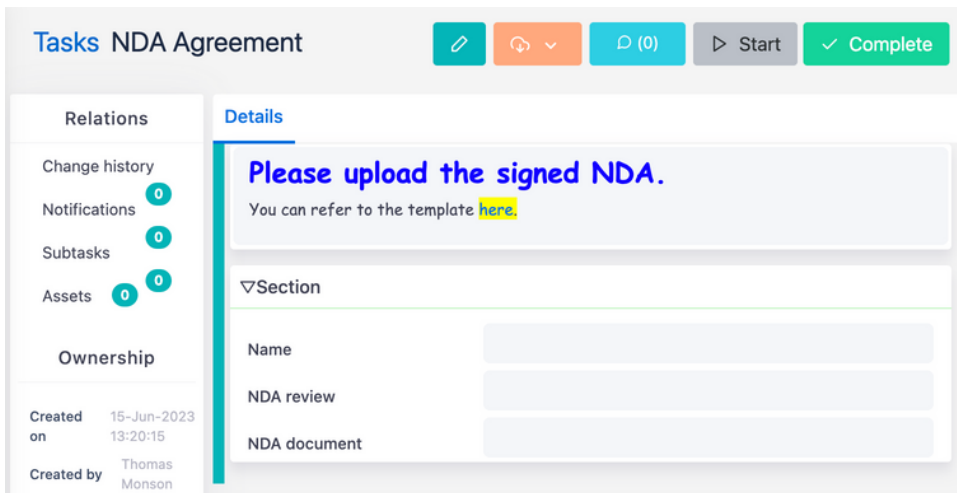 Tasks NDA Agreement
(0)
Start
Complete
Relations
Change history
Notifications 0
Subtasks 0
Assets 0 0
Ownership
Created on 15-Jun-2023 13:20:15
Created by Thomas Monson
Details
Please upload the signed NDA.
You can refer to the template here.
Section
Name
NDA review
NDA document